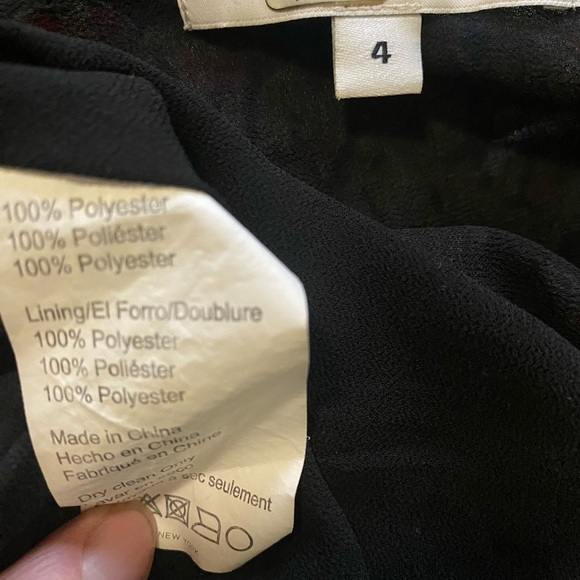 4
100% Polyester
100% Poliéster
100% Polyester
Lining/El Forro/Doublure
100% Polyester
100% Poliéster
100% Polyester
Made in China
Hecho en China
Fabriqué en Chine
Dry clean Only
sec seulement
NEW